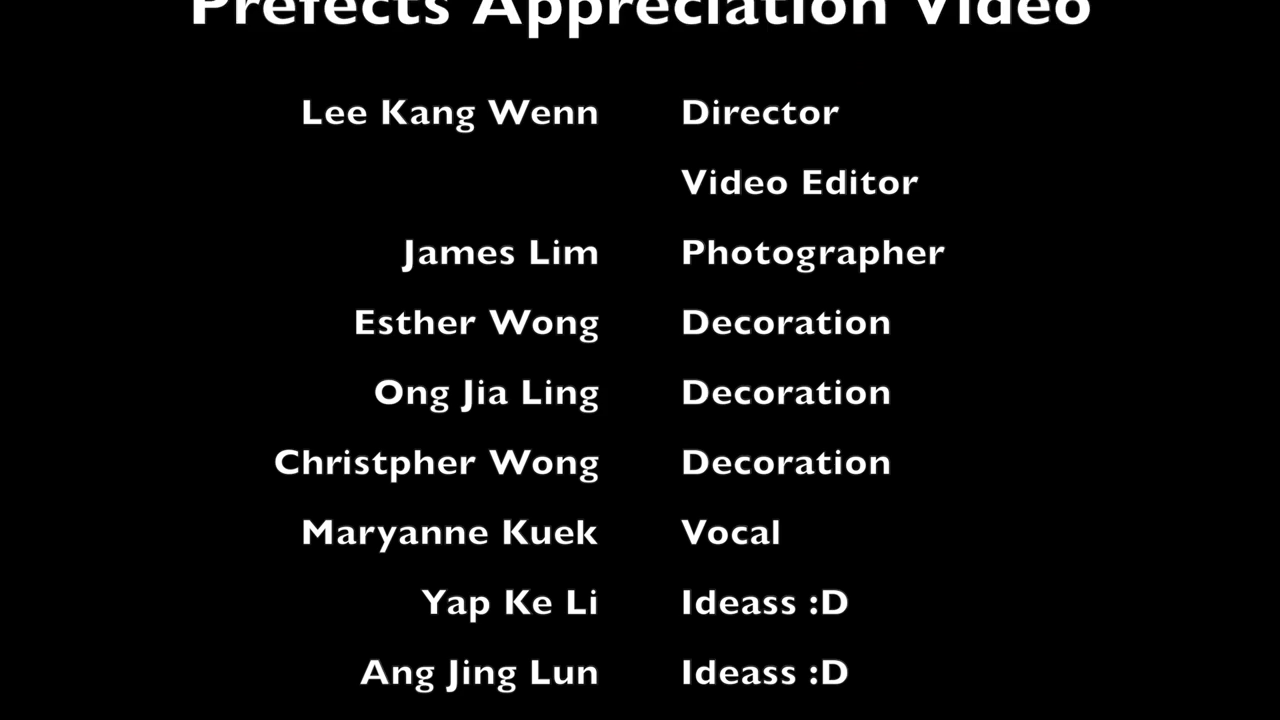 Prefects Appreciation Video
Lee Kang Wenn Director
Video Editor
James Lim Photographer
Esther Wong Decoration
Ong Jia Ling Decoration
Christpher Wong Decoration
Maryanne Kuek Vocal
Yap Ke Li Ideass :D
Ang Jing Lun Ideass :D